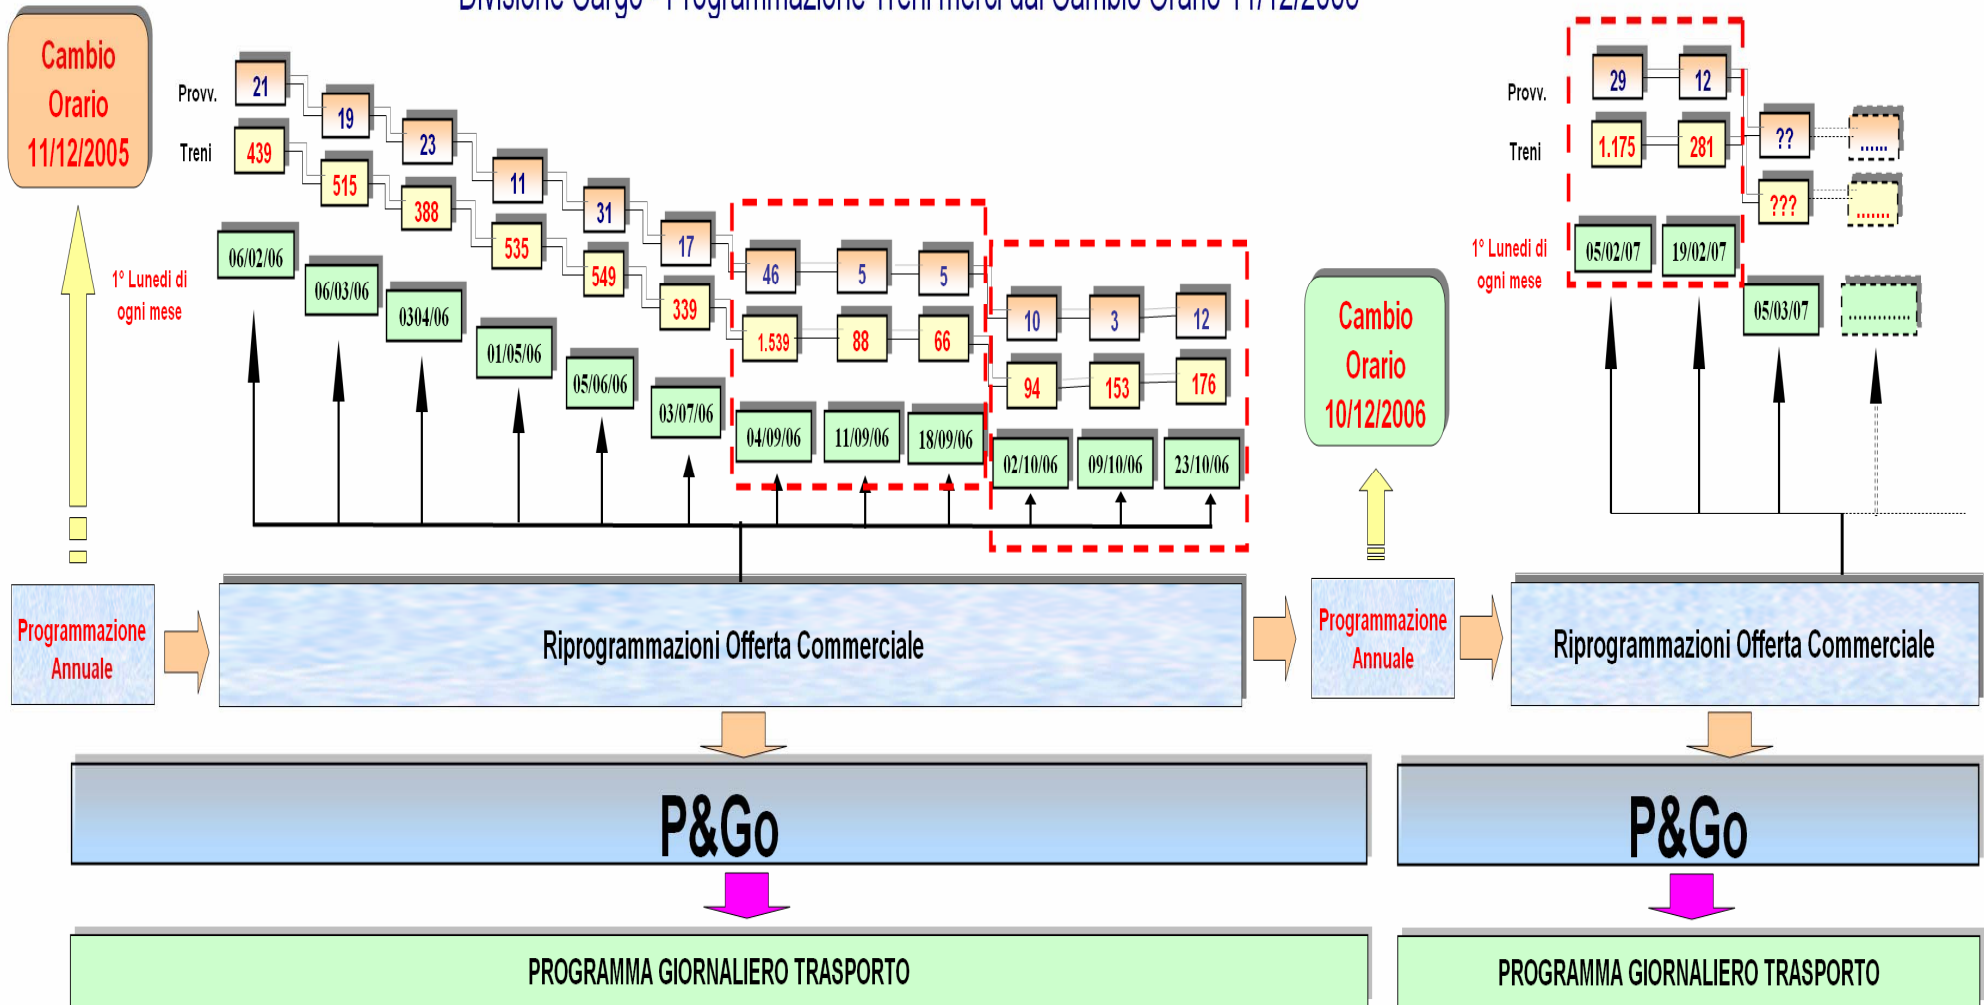 Divisione Cargo - Programmazione Treni merci dal Cambio Orario 11/12/2005
Cambio
Orario
11/12/2005
Provv.
21
19
23
11
31
17
46
5
5
10
3
12
Treni
439
515
388
535
549
339
1.539
88
66
94
153
176
1° Lunedi di
ogni mese
06/02/06
06/03/06
0304/06
01/05/06
05/06/06
03/07/06
04/09/06
11/09/06
18/09/06
02/10/06
09/10/06
23/10/06
Cambio
Orario
10/12/2006
Provv.
29
12
??
......
Treni
1.175
281
???
.......
1° Lunedi di
ogni mese
05/02/07
19/02/07
05/03/07
.............
Programmazione
Annuale
Riprogrammazioni Offerta Commerciale
Programmazione
Annuale
Riprogrammazioni Offerta Commerciale
P&Go
P&Go
PROGRAMMA GIORNALIERO TRASPORTO
PROGRAMMA GIORNALIERO TRASPORTO